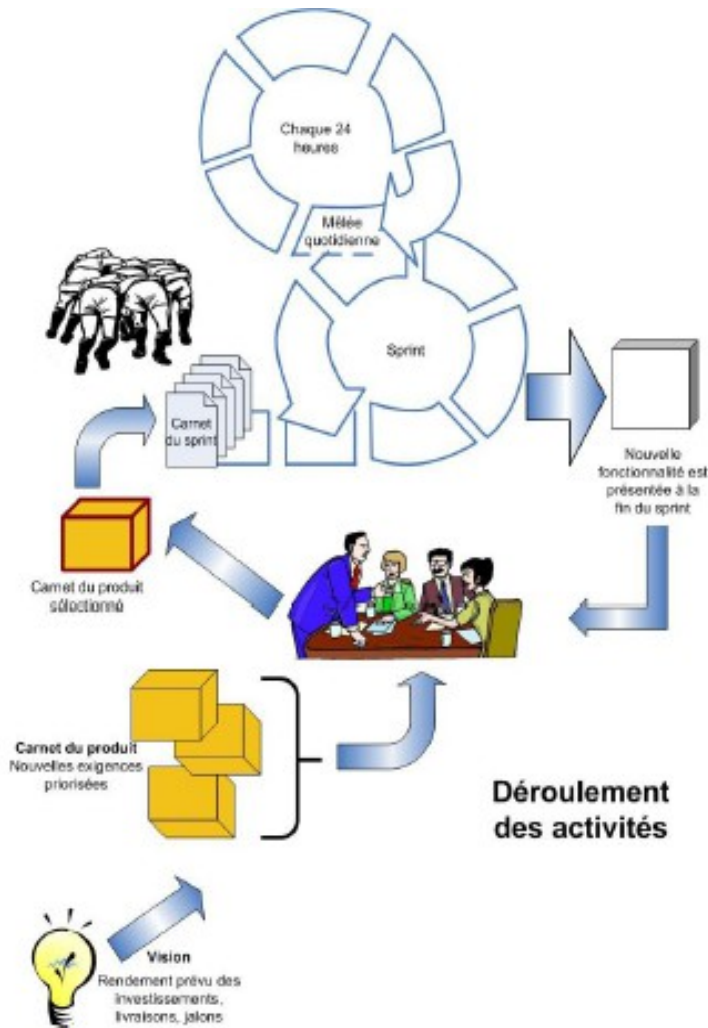 Chaque 24
heures
Mêlée
quotidienne
Sprint
Carnet
du sprint
Nouvelle
fonctionnalité est
présentée à la
fin du sprint
Carnet du produit
sélectionné
Carnet du produit
Nouvelles exigences
priorisées
Déroulement
des activités
Vision
Rendement prévu des
investissements,
livraisons, jalons